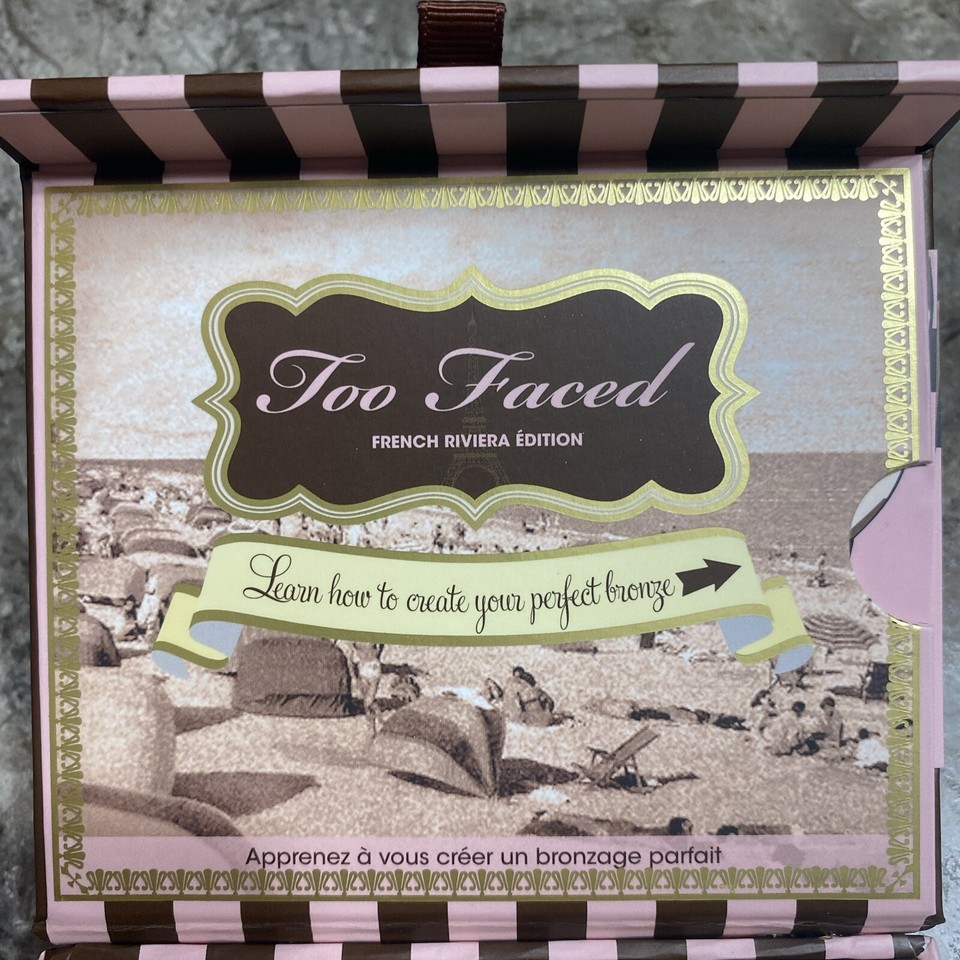 Too Faced
FRENCH RIVIERA ÉDITION
Learn how to create your perfect bronze
Apprenez à vous créer un bronzage parfait